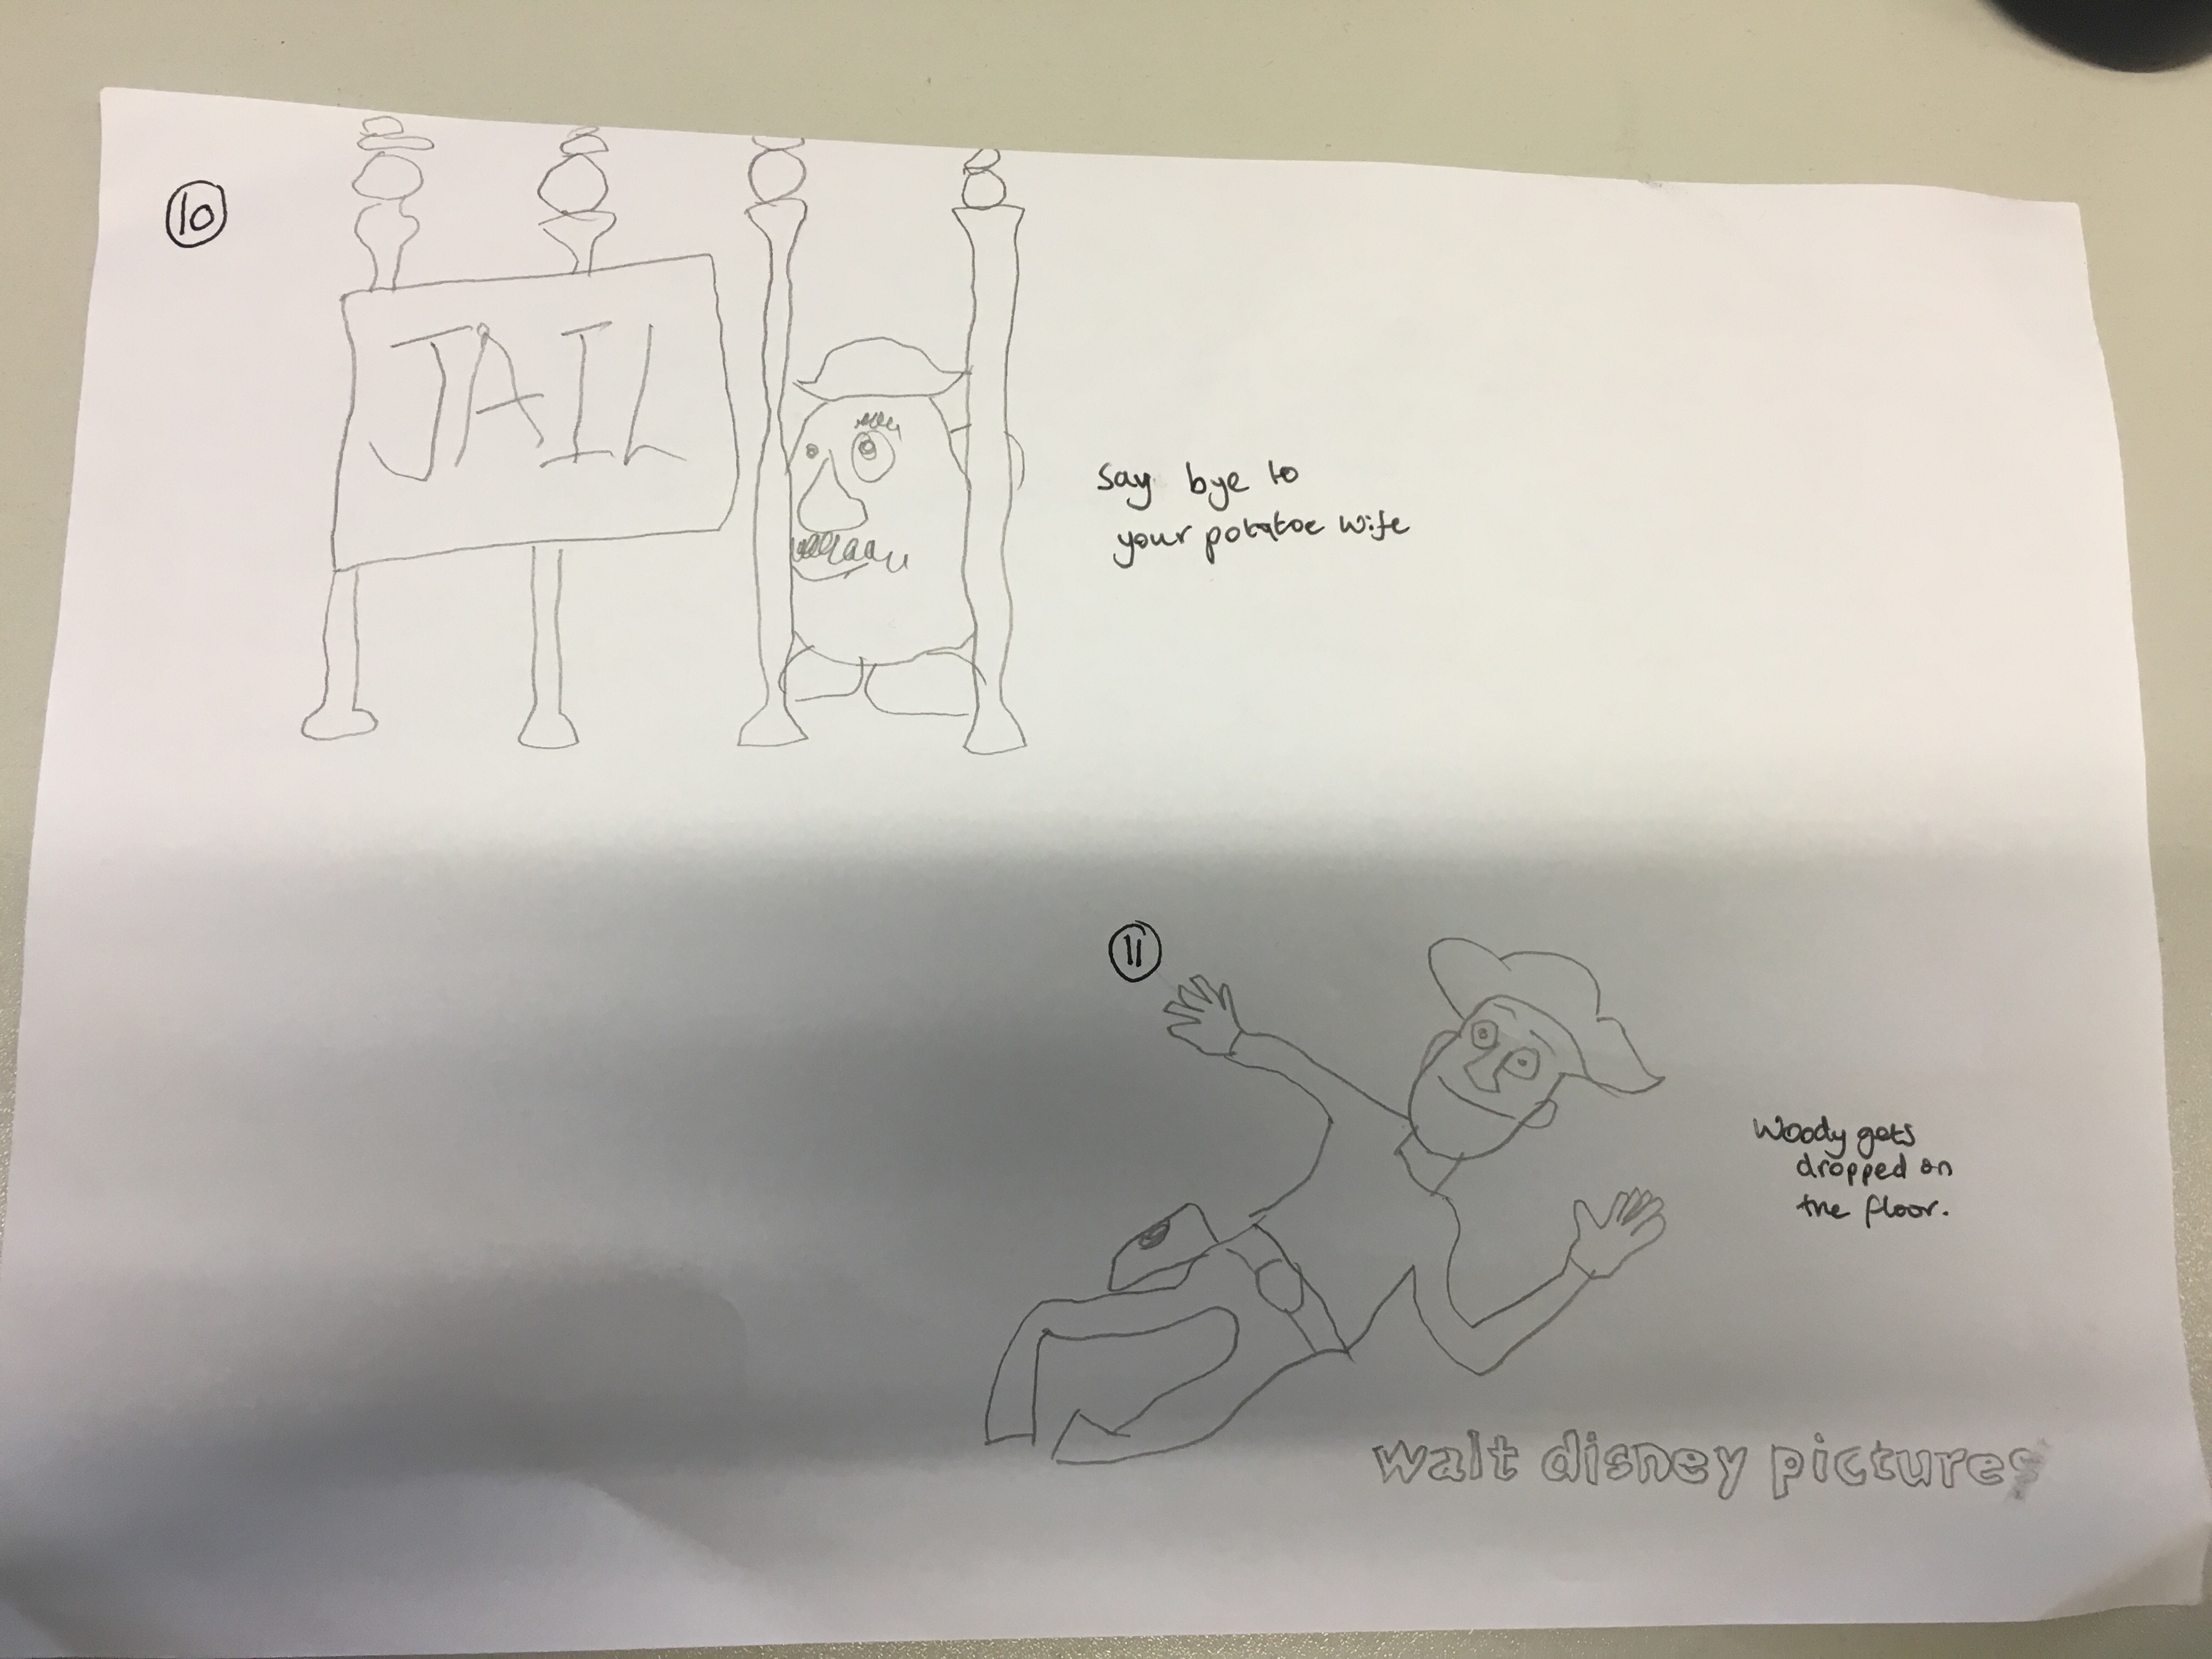 10
JAIL
say bye to
your potatoe wife
11
Woody gets
dropped on
the floor.
walt disney pictures